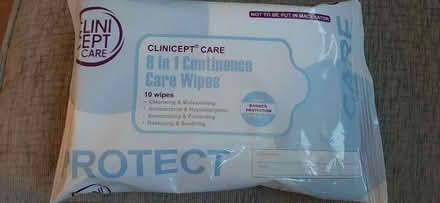 CLINI
CEPT
CARE
NOT TO BE PUT IN MACERATOR
CLINICEPT® CARE
8 in 1 Continence
Care Wipes
10 wipes
• Cleansing & Moisturising
• Antibacterial & Hypoallergenic
• Deodorising & Protecting
• Restoring & Soothing
BARRIER
PROTECTION
CARE
PROTECT